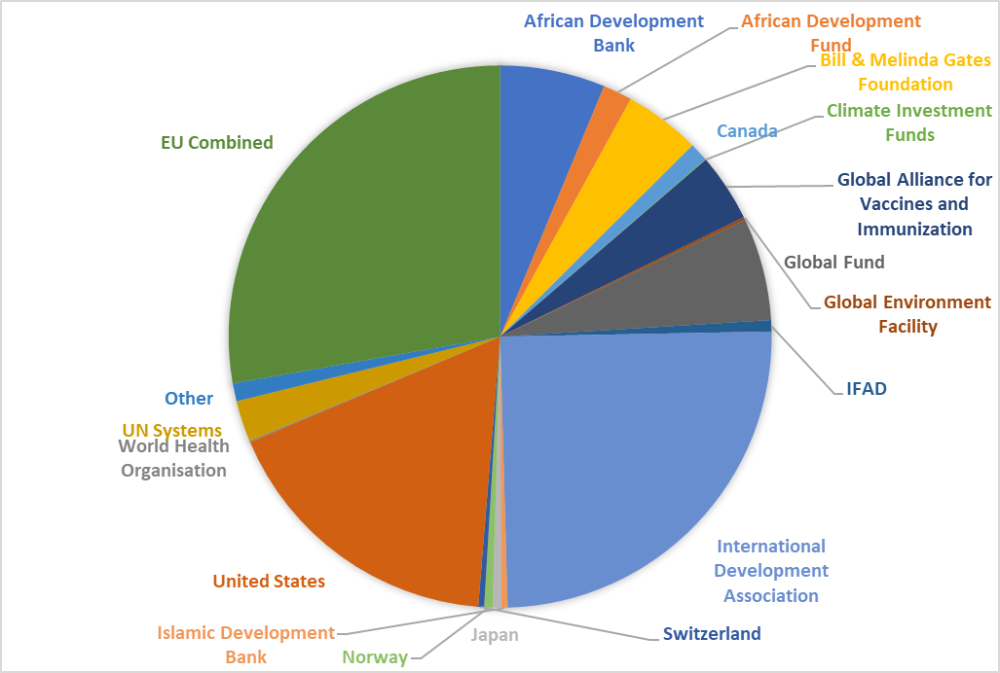 African Development
Bank
African Development
Fund
Bill & Melinda Gates
Foundation
Canada
Climate Investment
Funds
Global Alliance for
Vaccines and
Immunization
Global Fund
Global Environment
Facility
IFAD
International
Development
Association
Switzerland
Japan
Norway
Islamic Development
Bank
United States
World Health
Organisation
UN Systems
Other
EU Combined